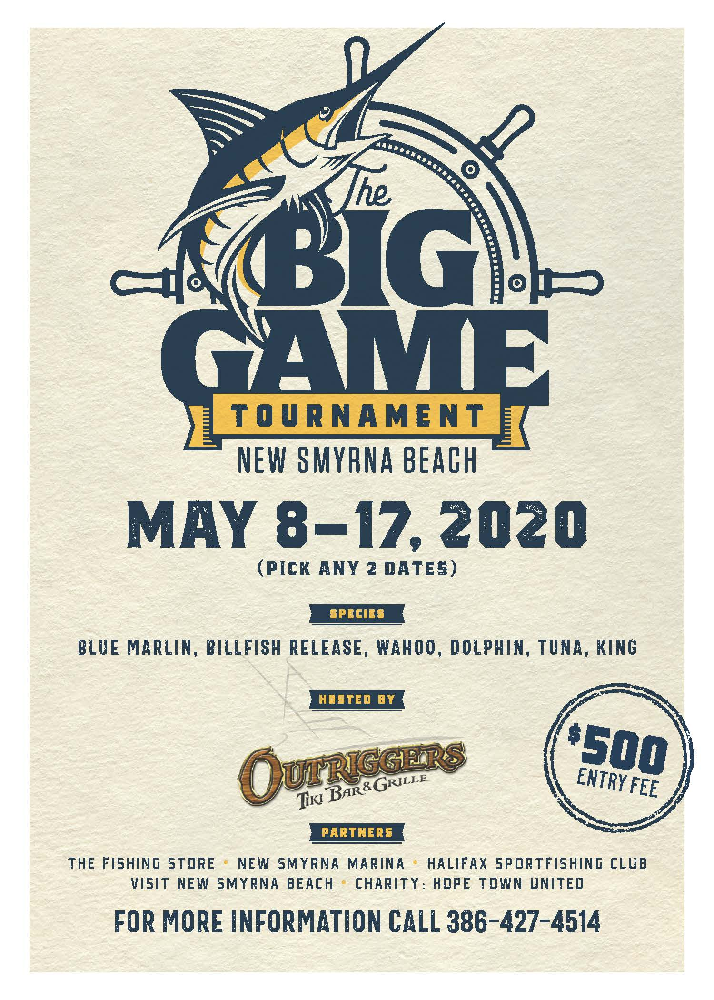 The
BIG
GAME
TOURNAMENT
NEW SMYRNA BEACH
MAY 8–17, 2020
(PICK ANY 2 DATES)
SPECIES
BLUE MARLIN, BILLFISH RELEASE, WAHOO, DOLPHIN, TUNA, KING
HOSTED BY
OUTRIGGERS
TIKI BAR & GRILLE
$500
ENTRY FEE
PARTNERS
THE FISHING STORE • NEW SMYRNA MARINA • HALIFAX SPORTFISHING CLUB
VISIT NEW SMYRNA BEACH • CHARITY: HOPE TOWN UNITED
FOR MORE INFORMATION CALL 386-427-4514